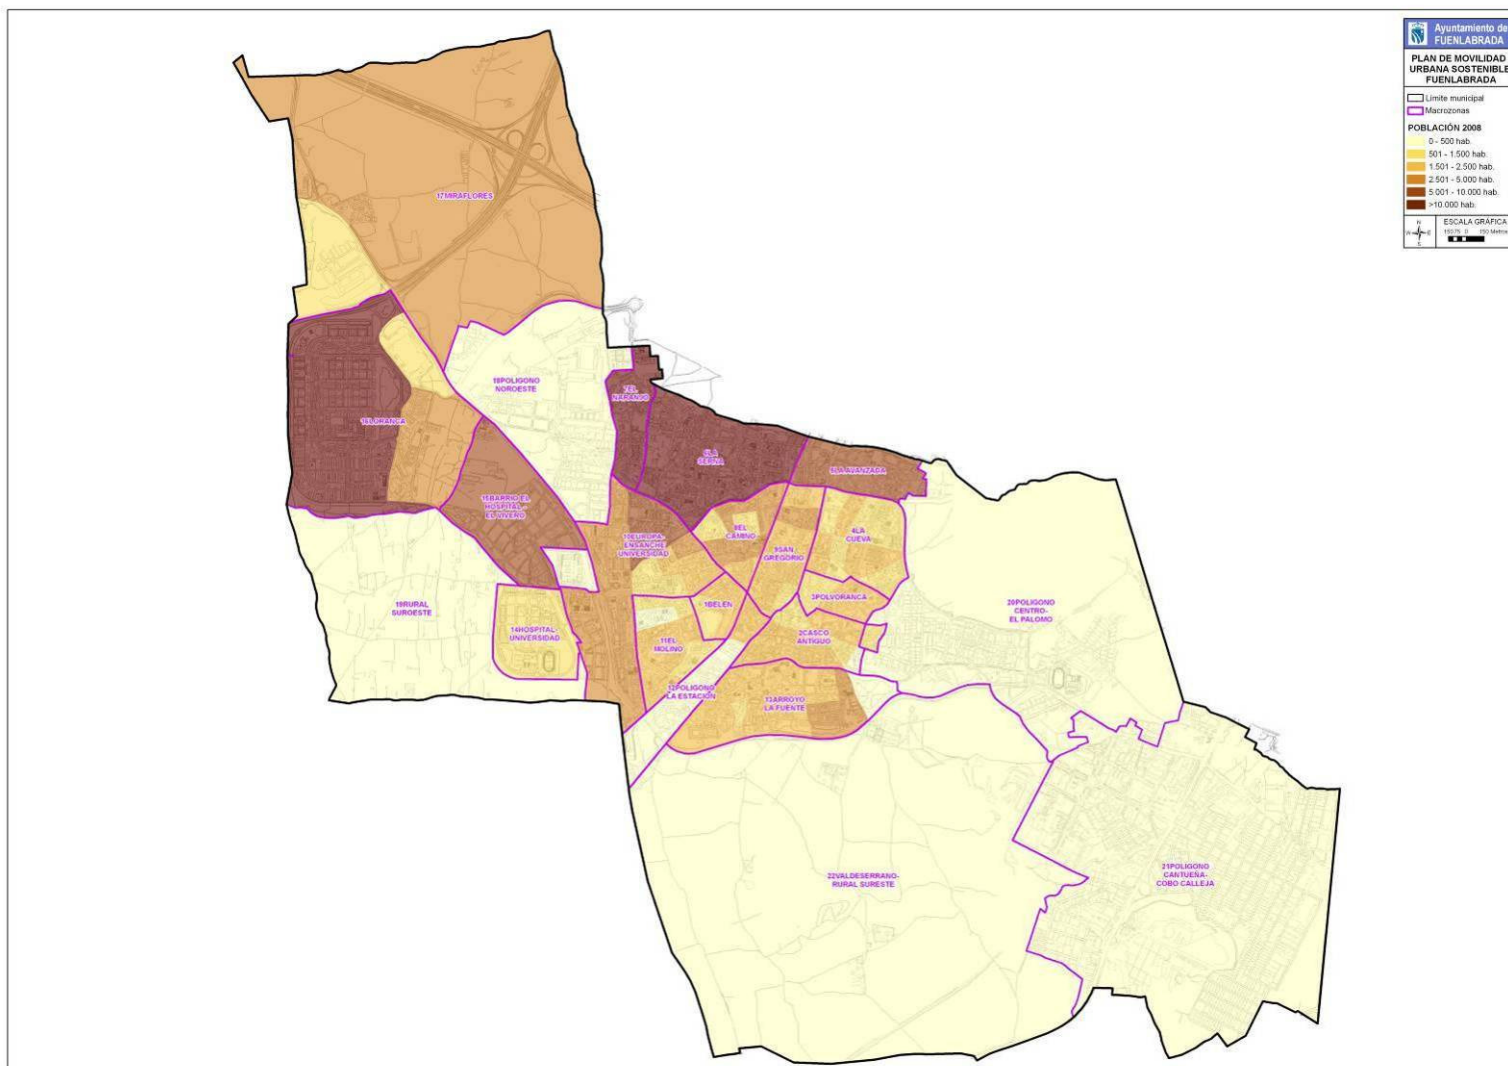 Ayuntamiento de
FUENLABRADA
PLAN DE MOVILIDAD
URBANA SOSTENIBLE
FUENLABRADA
Límite municipal
Macrozonas
POBLACIÓN 2008
0 - 500 hab.
501 - 1.500 hab.
1.501 - 2.500 hab.
2.501 - 5.000 hab.
5.001 - 10.000 hab.
>10.000 hab.
N
W
E
S
ESCALA GRÁFICA
17MIRAFLORES
18POLIGONO
NOROESTE
7EL
NARANJO
16LORANCA
6LA
SERNA
5LA AVANZADA
15BARRIO EL
HOSPITAL-
EL VIVERO
10EUROPA-
ENSANCHE
UNIVERSIDAD
8EL
CAMINO
9SAN
GREGORIO
4LA
CUEVA
19RURAL
SUROESTE
14HOSPITAL-
UNIVERSIDAD
1BELEN
3POLVORANCA
20POLIGONO
CENTRO-
EL PALOMO
11EL
MOLINO
2CASCO
ANTIGUO
12POLIGONO
LA ESTACION
13ARROYO
LA FUENTE
22VALDESERRANO-
RURAL SURESTE
21POLIGONO
CANTUEÑA-
COBO CALLEJA